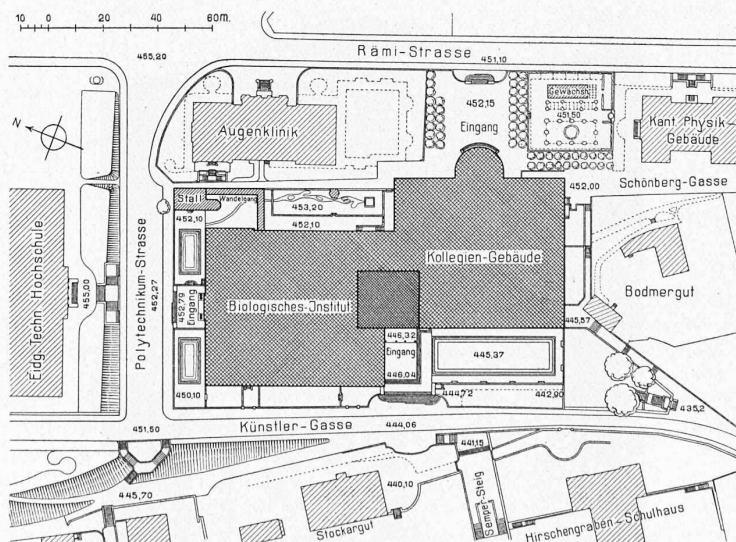 10 0 20 40 60 m.
455,20
Rämi-Strasse
451,10
N
Augenklinik
452,15
Eingang
Gewächsh.
451,50
Kant. Physik-
Gebäude
452,00
Schönberg-Gasse
Stall
Wandelgang
452,10
453,20
452,10
Kollegien-Gebäude
Bodmergut
Eidg. Techn. Hochschule
455,00
Polytechnikum-Strasse
452,27
452,79
Eingang
Biologisches-Jnstitut
446,32
Eingang
446,04
445,37
445,57
450,10
444,72
442,90
435,2
451,50
Künstler-Gasse
444,06
441,15
445,70
440,10
Stockargut
Semper-Steig
Hirschengraben-Schulhaus